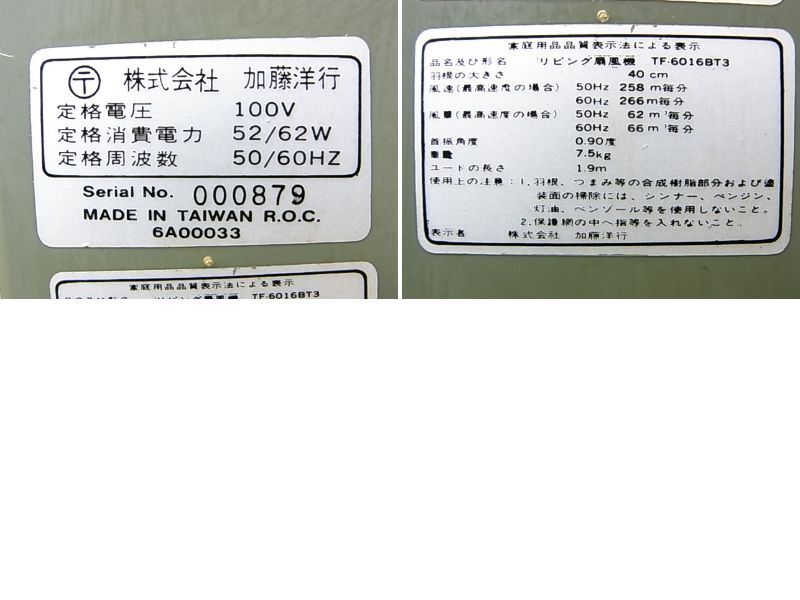 〒 株式会社 加藤洋行
定格電圧 100V
定格消費電力 52/62W
定格周波数 50/60HZ
Serial No. 000879
MADE IN TAIWAN R.O.C.
6A00033
家庭用品品質表示法による表示
リビング扇風機 TF-6016BT3
家庭用品品質表示法による表示
品名及び形名 リビング扇風機 TF-6016BT3
羽根の大きさ 40cm
風速(最高速度の場合) 50Hz 258m毎分
60Hz 266m毎分
風量(最高速度の場合) 50Hz 62m³毎分
60Hz 66m³毎分
首振角度 0.90度
重量 7.5kg
コードの長さ 1.9m
使用上の注意:1.羽根、つまみ等の合成樹脂部分および塗
装面の掃除には、シンナー、ベンジン、
灯油、ベンゾール等を使用しないこと。
2.保護網の中へ指等を入れないこと。
表示者 株式会社 加藤洋行